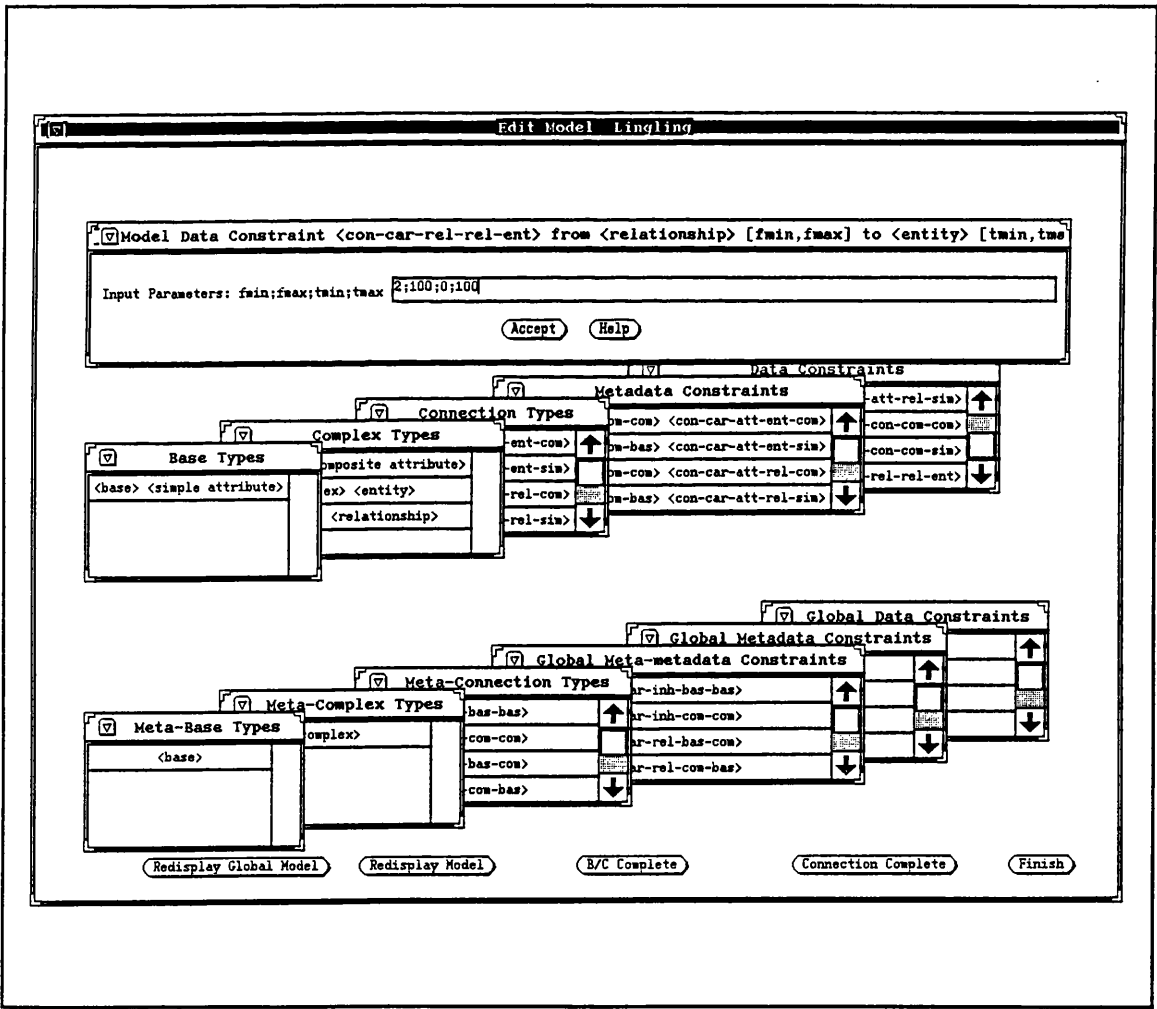 Edit Model Lingling
Model Data Constraint <con-car-rel-rel-ent> from <relationship> [fmin,fmax] to <entity> [tmin,tma
Input Parameters: fmin;fmax;tmin;tmax 2;100;0;100
Accept Help
Data Constraints
-att-rel-sim>
-con-com-com>
-con-com-sim>
-rel-rel-ent>
Metadata Constraints
om-com> <con-car-att-ent-com>
om-bas> <con-car-att-ent-sim>
om-com> <con-car-att-rel-com>
om-bas> <con-car-att-rel-sim>
Connection Types
-ent-com>
-ent-sim>
-rel-com>
-rel-sim>
Complex Types
omposite attribute>
ex> <entity>
<relationship>
Base Types
<base> <simple attribute>
Global Data Constraints
Global Metadata Constraints
Global Meta-metadata Constraints
ar-inh-bas-bas>
ar-inh-com-com>
ar-rel-bas-com>
ar-rel-com-bas>
Meta-Connection Types
bas-bas>
-com-com>
bas-com>
-com-bas>
Meta-Complex Types
omplex>
Meta-Base Types
<base>
Redisplay Global Model Redisplay Model B/C Complete Connection Complete Finish